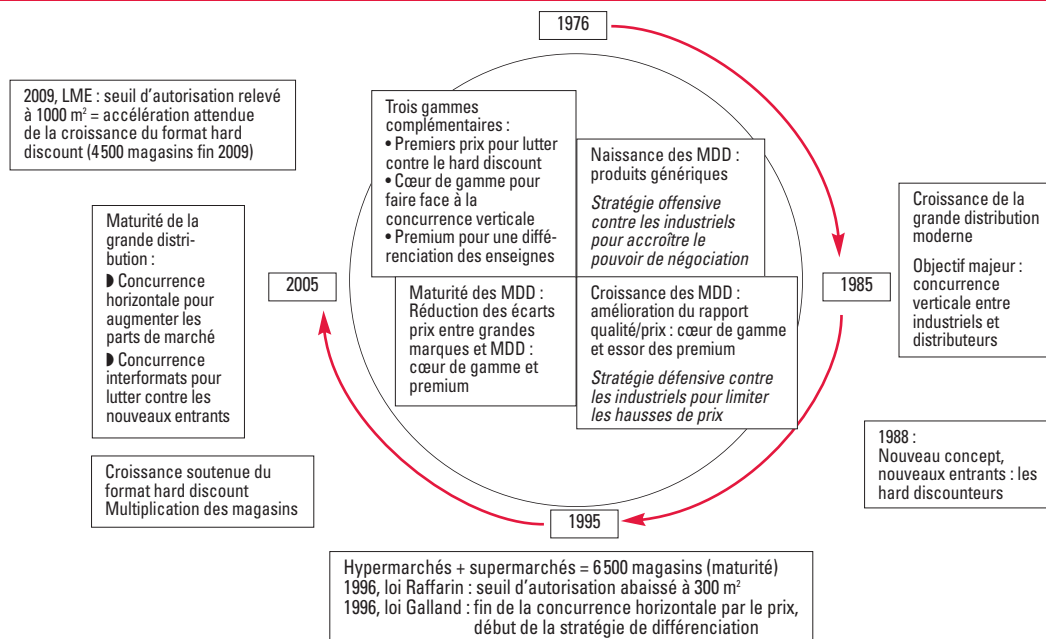 1976
2009, LME : seuil d'autorisation relevé
à 1000 m² = accélération attendue
de la croissance du format hard
discount (4500 magasins fin 2009)
Trois gammes
complémentaires :
• Premiers prix pour lutter
contre le hard discount
• Cœur de gamme pour
faire face à la
concurrence verticale
• Premium pour une diffé-
renciation des enseignes
Naissance des MDD :
produits génériques
Stratégie offensive
contre les industriels
pour accroître le
pouvoir de négociation
Croissance de la
grande distribution
moderne
Objectif majeur :
concurrence
verticale entre
industriels et
distributeurs
1985
Maturité de la
grande distri-
bution :
◗ Concurrence
horizontale pour
augmenter les
parts de marché
◗ Concurrence
interformats pour
lutter contre les
nouveaux entrants
2005
Maturité des MDD :
Réduction des écarts
prix entre grandes
marques et MDD :
cœur de gamme et
premium
Croissance des MDD :
amélioration du rapport
qualité/prix : cœur de gamme
et essor des premium
Stratégie défensive contre
les industriels pour limiter
les hausses de prix
1988 :
Nouveau concept,
nouveaux entrants : les
hard discounteurs
Croissance soutenue du
format hard discount
Multiplication des magasins
1995
Hypermarchés + supermarchés = 6500 magasins (maturité)
1996, loi Raffarin : seuil d'autorisation abaissé à 300 m²
1996, loi Galland : fin de la concurrence horizontale par le prix,
début de la stratégie de différenciation